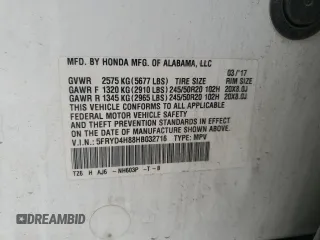 MFD. BY HONDA MFG. OF ALABAMA, LLC
03/17
GVWR 2575 KG(5677 LBS) TIRE SIZE RIM SIZE
GAWR F 1320 KG(2910 LBS) 245/50R20 102H 20X8.0J
GAWR R 1345 KG(2965 LBS) 245/50R20 102H 20X8.0J
THIS VEHICLE CONFORMS TO ALL APPLICABLE
FEDERAL MOTOR VEHICLE SAFETY
AND THEFT PREVENTION STANDARDS IN EFFECT
ON THE DATE OF MANUFACTURE SHOWN ABOVE.
V.I.N.: 5FRYD4H88HB032716 TYPE: MPV
T26 H AJ6 - NH603P -T-B